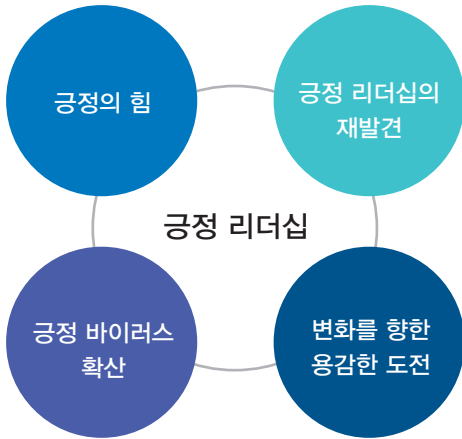 긍정의 힘
긍정 리더십의
재발견
긍정 리더십
긍정 바이러스
확산
변화를 향한
용감한 도전